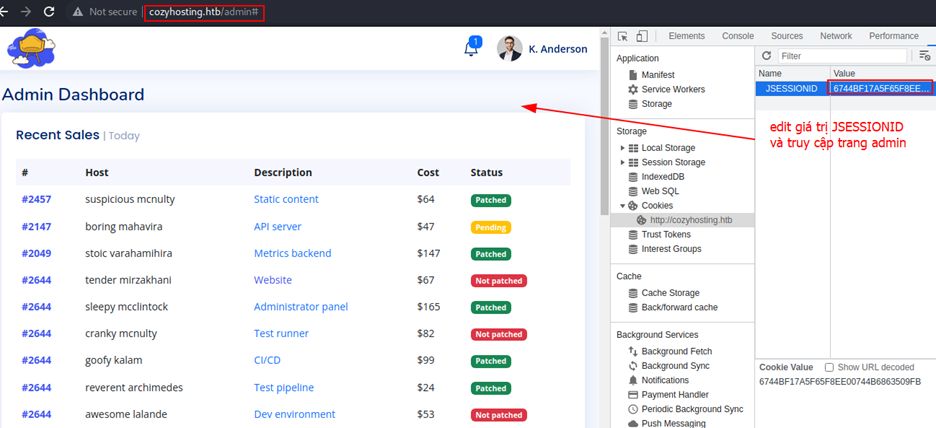 Not secure | cozyhosting.htb/admin#
1
K. Anderson
Admin Dashboard
Recent Sales | Today
# Host Description Cost Status
#2457 suspicious mcnulty Static content $64 Patched
#2147 boring mahavira API server $47 Pending
#2049 stoic varahamihira Metrics backend $147 Patched
#2644 tender mirzakhani Website $67 Not patched
#2644 sleepy mcclintock Administrator panel $165 Patched
#2644 cranky mcnulty Test runner $82 Not patched
#2644 goofy kalam CI/CD $99 Patched
#2644 reverent archimedes Test pipeline $24 Patched
#2644 awesome lalande Dev environment $53 Not patched
Elements Console Sources Network Performance
Application
Manifest
Service Workers
Storage
Storage
Local Storage
Session Storage
IndexedDB
Web SQL
Cookies
http://cozyhosting.htb
Trust Tokens
Interest Groups
Cache
Cache Storage
Back/forward cache
Background Services
Background Fetch
Background Sync
Notifications
Payment Handler
Periodic Background Sync
Push Messaging
Filter
Name Value
JSESSIONID 6744BF17A5F65F8EE...
edit giá trị JSESSIONID
và truy cập trang admin
Cookie Value Show URL decoded
6744BF17A5F65F8EE00744B6863509FB